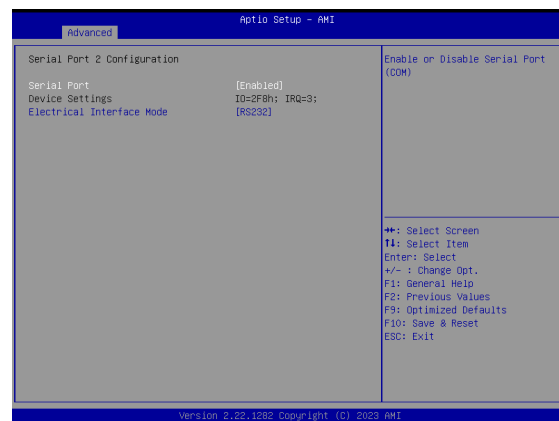 Aptio Setup - AMI
Advanced
Serial Port 2 Configuration
Serial Port [Enabled]
Device Settings IO=2F8h; IRQ=3;
Electrical Interface Mode [RS232]
Enable or Disable Serial Port
(COM)
→←: Select Screen
↑↓: Select Item
Enter: Select
+/- : Change Opt.
F1: General Help
F2: Previous Values
F9: Optimized Defaults
F10: Save & Reset
ESC: Exit
Version 2.22.1282 Copyright (C) 2023 AMI